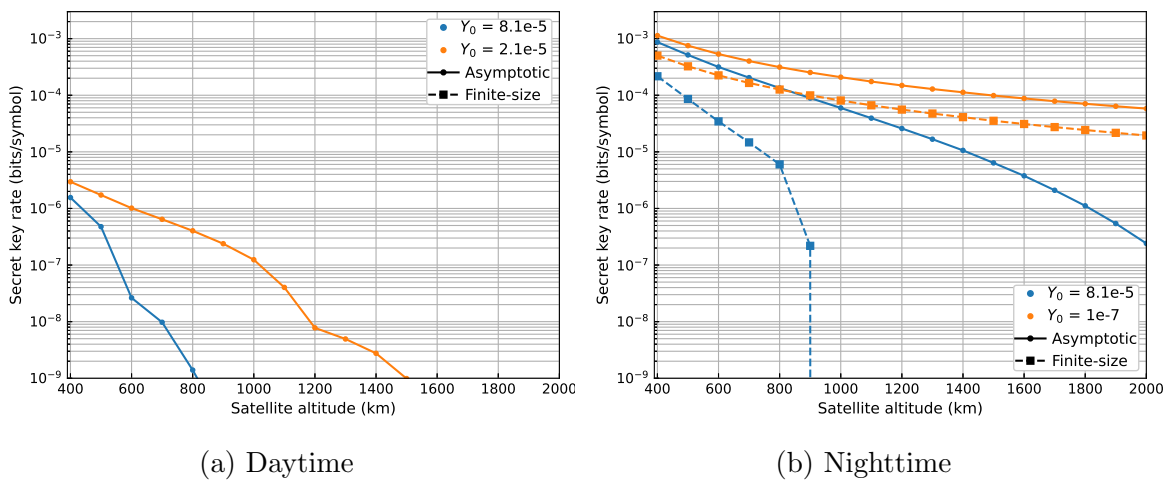 Secret key rate (bits/symbol)
10⁻³
10⁻⁴
10⁻⁵
10⁻⁶
10⁻⁷
10⁻⁸
10⁻⁹
Y₀ = 8.1e-5
Y₀ = 2.1e-5
Asymptotic
Finite-size
400 600 800 1000 1200 1400 1600 1800 2000
Satellite altitude (km)
(a) Daytime
Secret key rate (bits/symbol)
10⁻³
10⁻⁴
10⁻⁵
10⁻⁶
10⁻⁷
10⁻⁸
10⁻⁹
Y₀ = 8.1e-5
Y₀ = 1e-7
Asymptotic
Finite-size
400 600 800 1000 1200 1400 1600 1800 2000
Satellite altitude (km)
(b) Nighttime